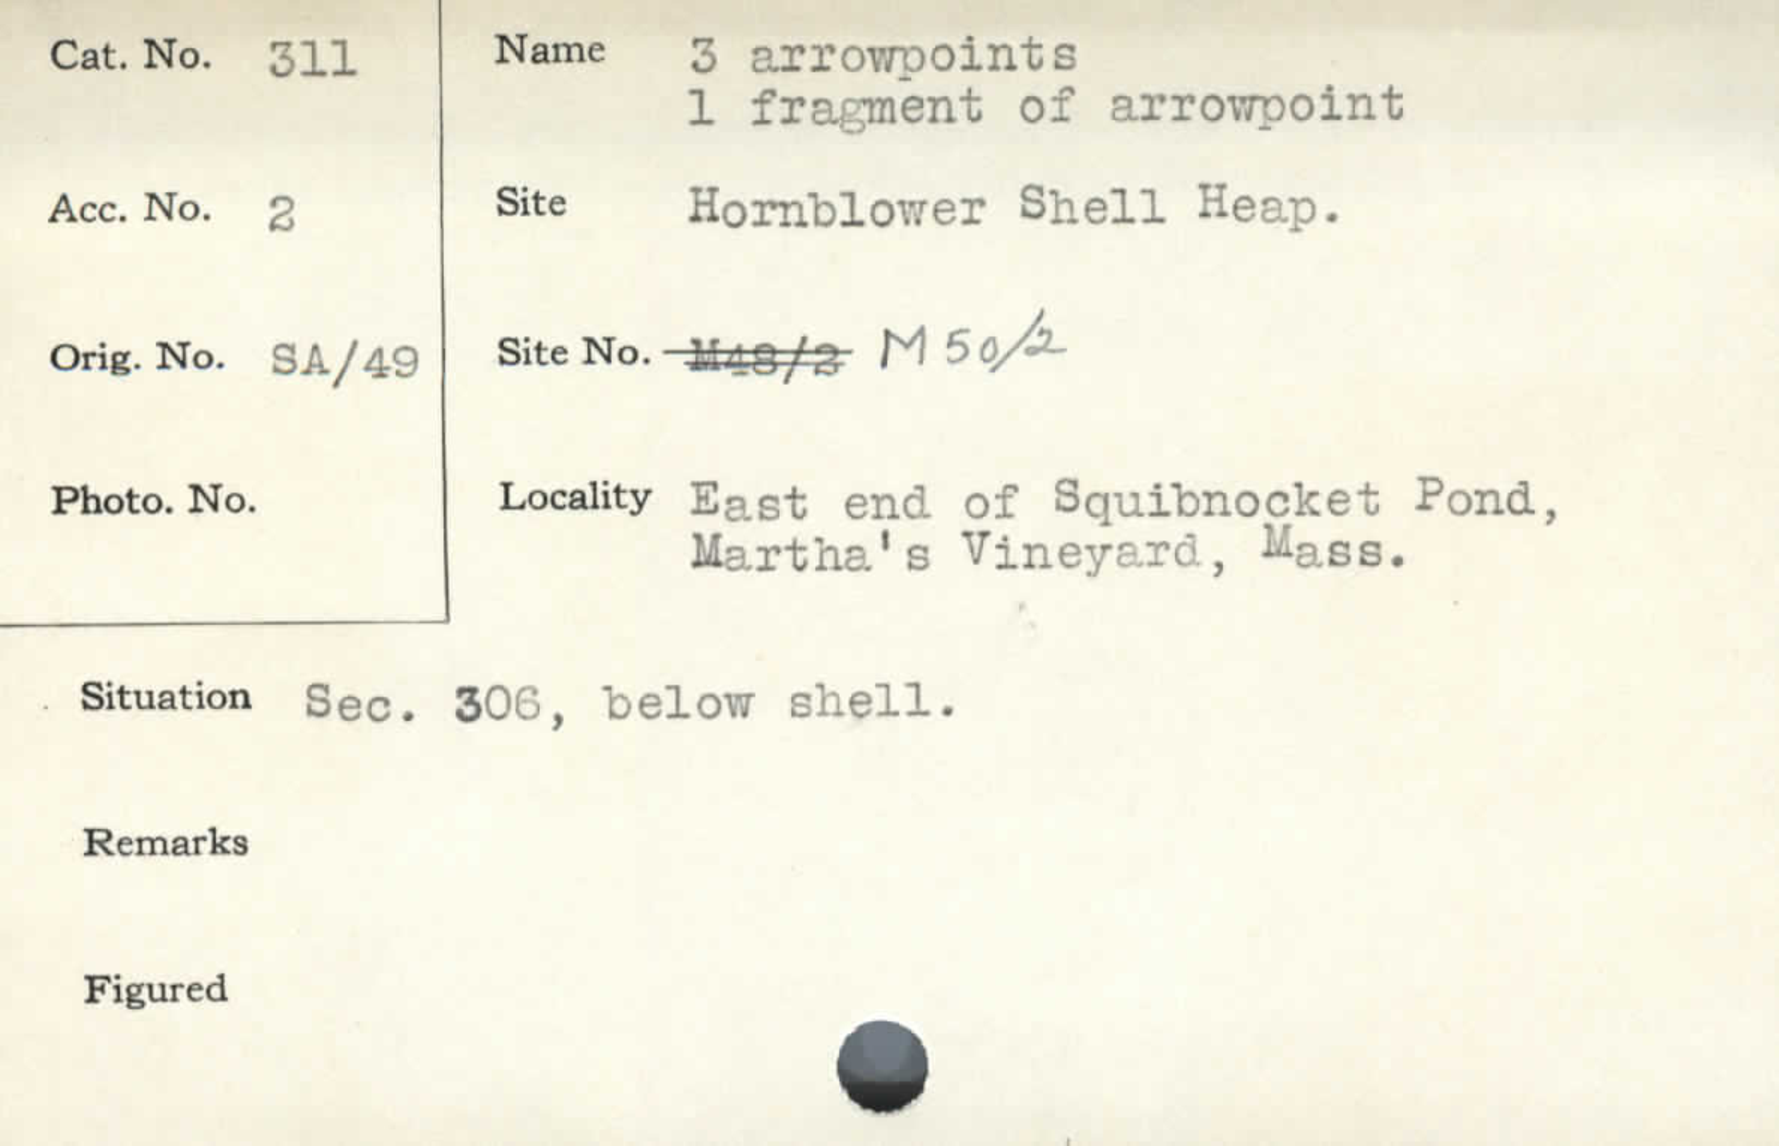 Cat. No. 311
Name 3 arrowpoints
1 fragment of arrowpoint
Acc. No. 2
Site Hornblower Shell Heap.
Orig. No. SA/49
Site No. M48/2 M50/2
Photo. No.
Locality East end of Squibnocket Pond,
Martha's Vineyard, Mass.
Situation Sec. 306, below shell.
Remarks
Figured